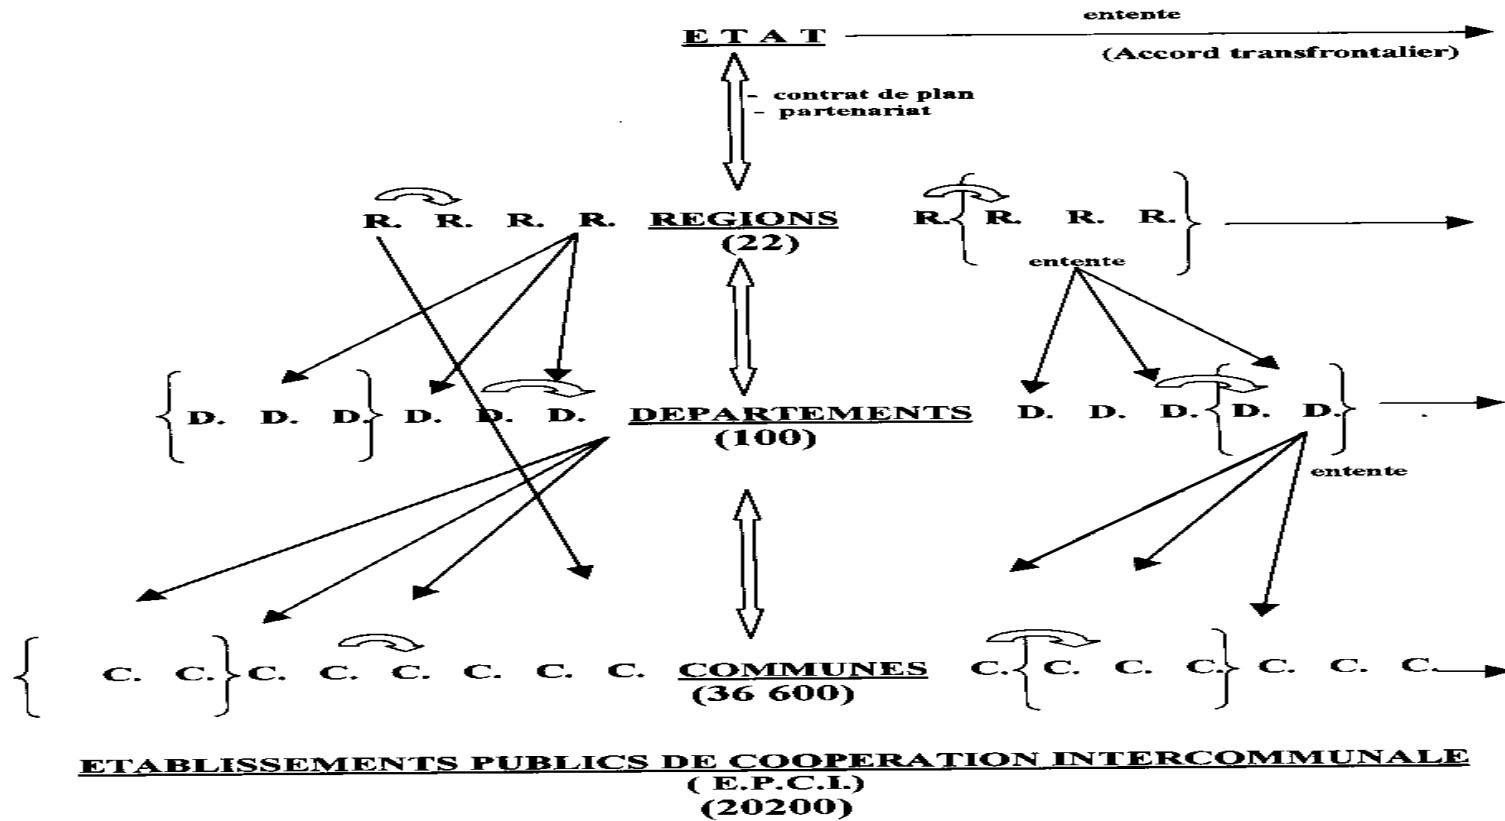 entente
E T A T
(Accord transfrontalier)
- contrat de plan
- partenariat
R. R. R. R. REGIONS R. R. R. R.
(22)
entente
D. D. D. D. D. D. DEPARTEMENTS D. D. D. D. D.
(100)
entente
C. C. C. C. C. C. C. C. COMMUNES C. C. C. C. C. C. C.
(36 600)
ETABLISSEMENTS PUBLICS DE COOPERATION INTERCOMMUNALE
( E.P.C.I.)
(20200)